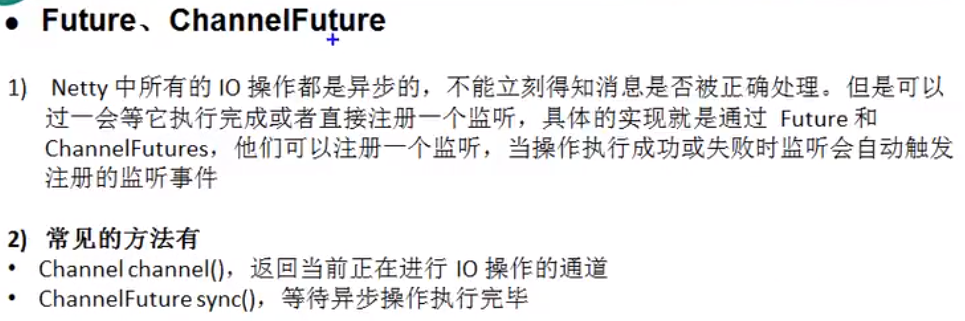 ● Future、ChannelFuture
1) Netty 中所有的 IO 操作都是异步的，不能立刻得知消息是否被正确处理。但是可以
过一会等它执行完成或者直接注册一个监听，具体的实现就是通过 Future 和
ChannelFutures，他们可以注册一个监听，当操作执行成功或失败时监听会自动触发
注册的监听事件
2) 常见的方法有
• Channel channel()，返回当前正在进行 IO 操作的通道
• ChannelFuture sync()，等待异步操作执行完毕